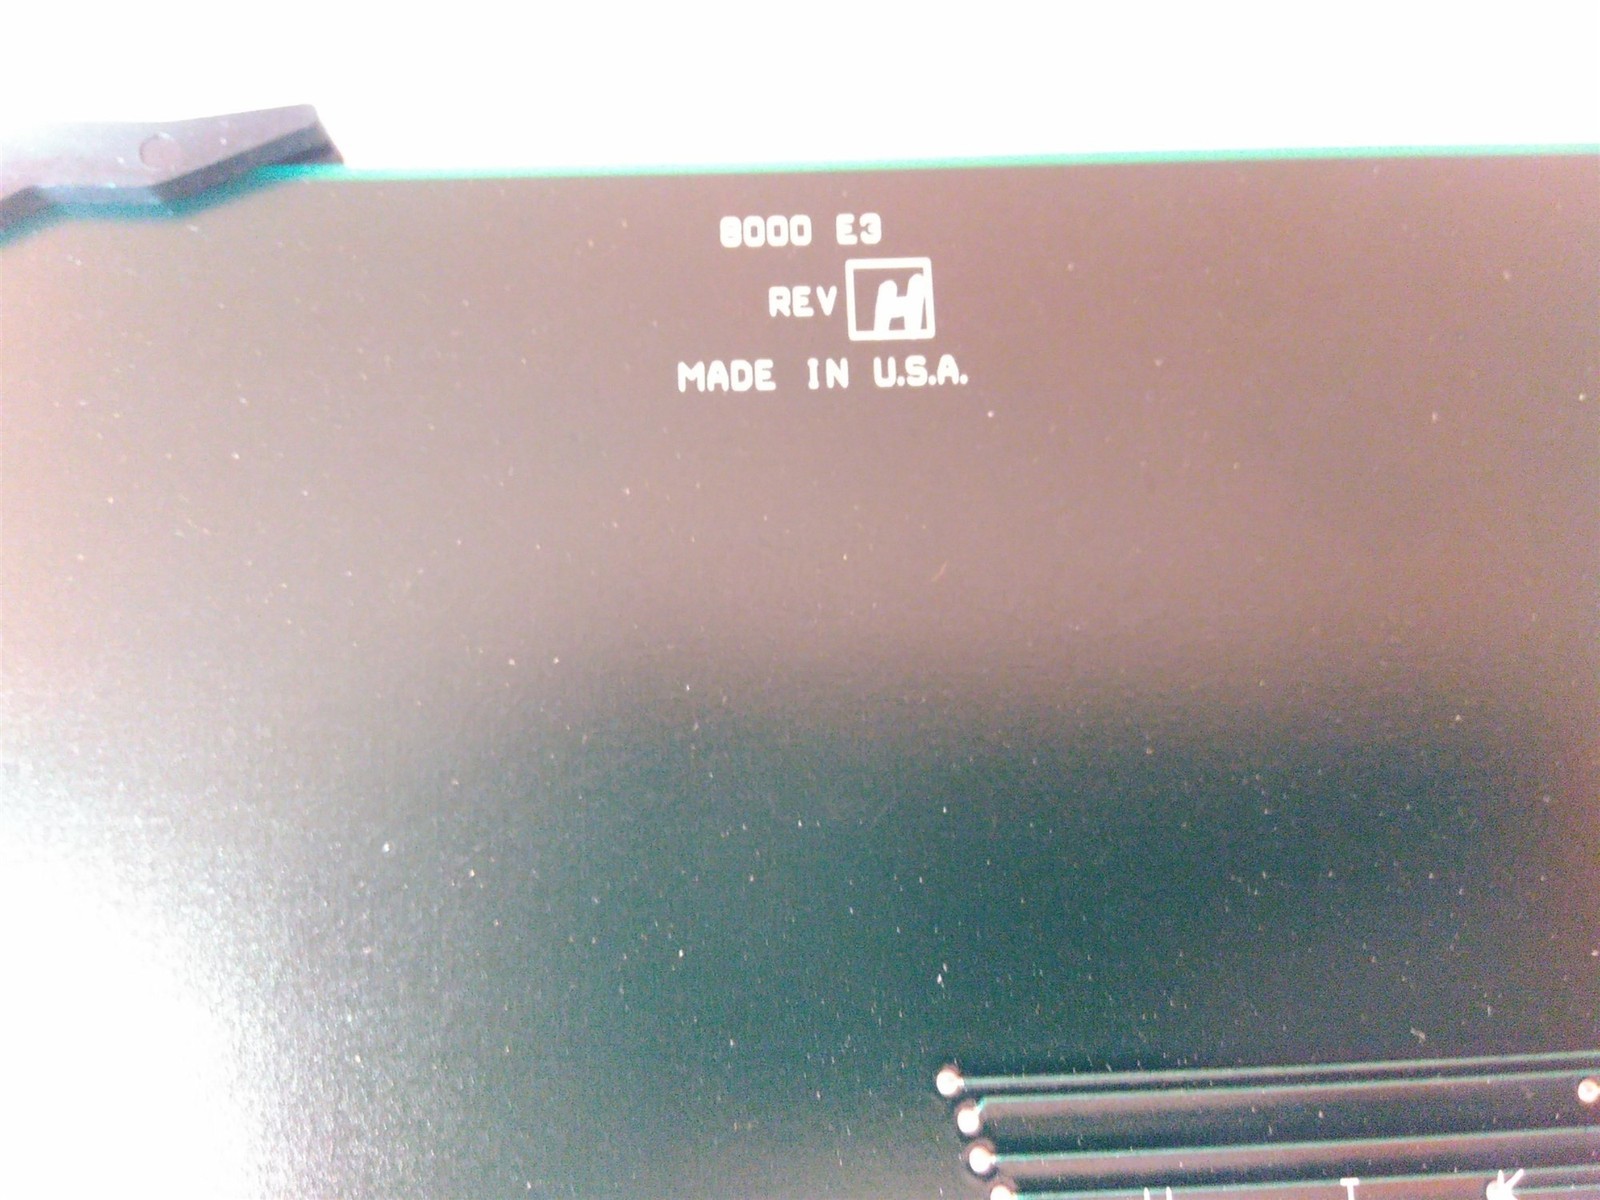 8000 E3
REV H
MADE IN U.S.A.